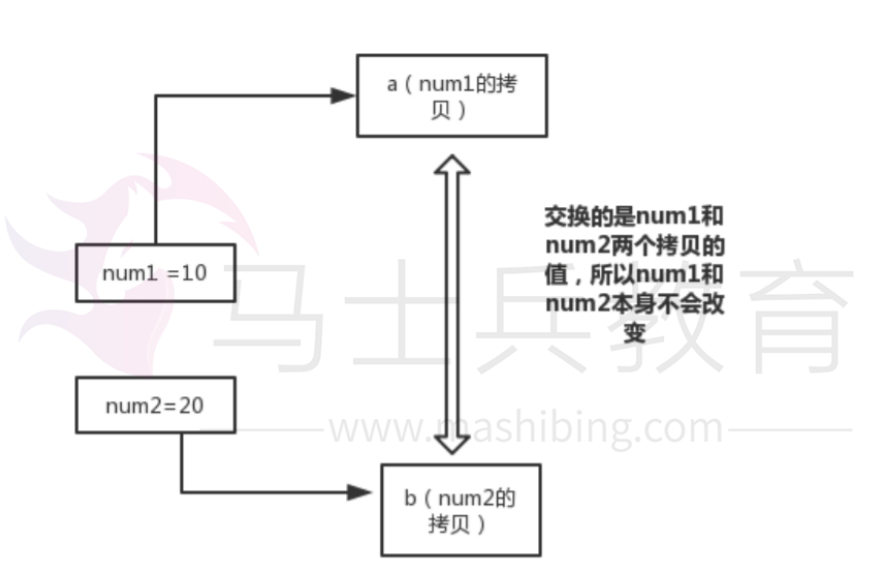 a（num1的拷
贝）
交换的是num1和
num2两个拷贝的
值，所以num1和
num2本身不会改
变
num1 =10
马士兵教育
num2=20
www.mashibing.com
b（num2的
拷贝）